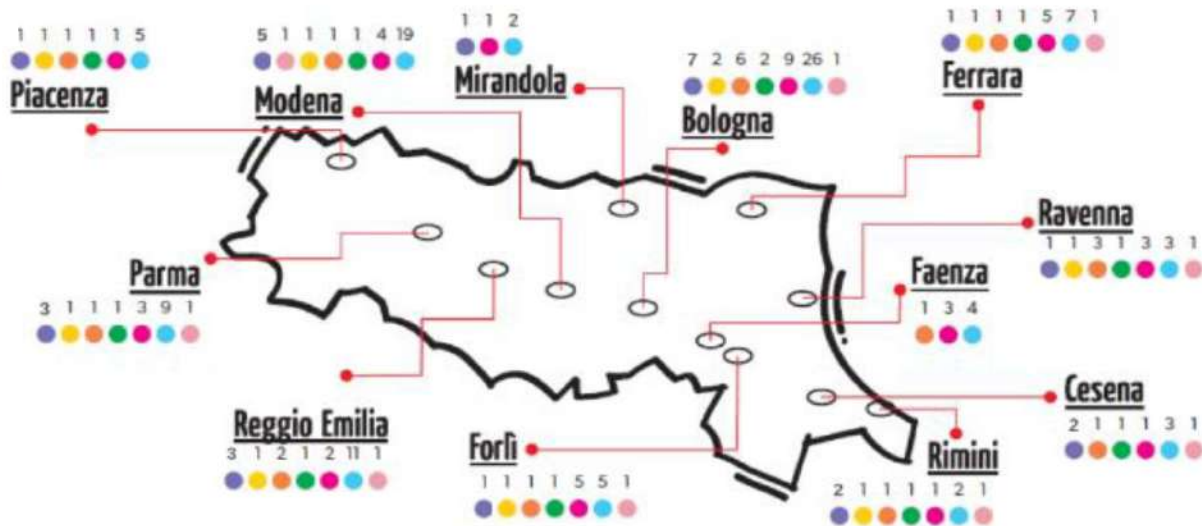 1 1 1 1 1 5
Piacenza
5 1 1 1 1 4 19
Modena
1 1 2
Mirandola
7 2 6 2 9 26 1
Bologna
1 1 1 1 5 7 1
Ferrara
Ravenna
1 1 3 1 3 3 1
Parma
3 1 1 1 3 9 1
Faenza
1 3 4
Reggio Emilia
3 1 2 1 2 11 1
Forlì
1 1 1 1 5 5 1
Cesena
2 1 1 1 3 1
Rimini
2 1 1 1 1 2 1